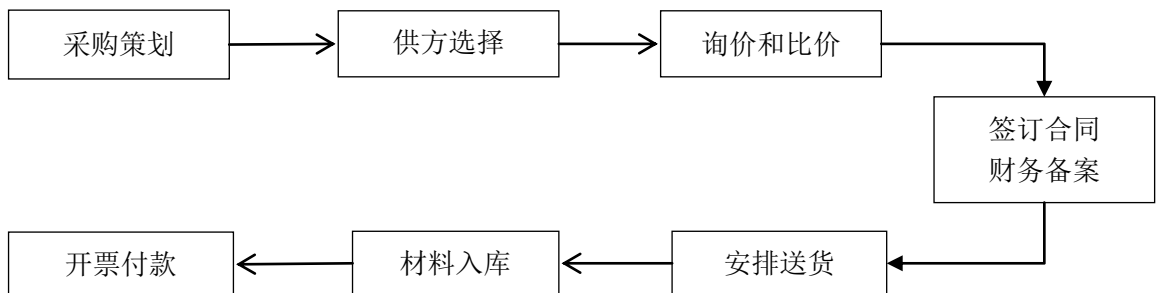 采购策划
供方选择
询价和比价
签订合同
财务备案
安排送货
材料入库
开票付款